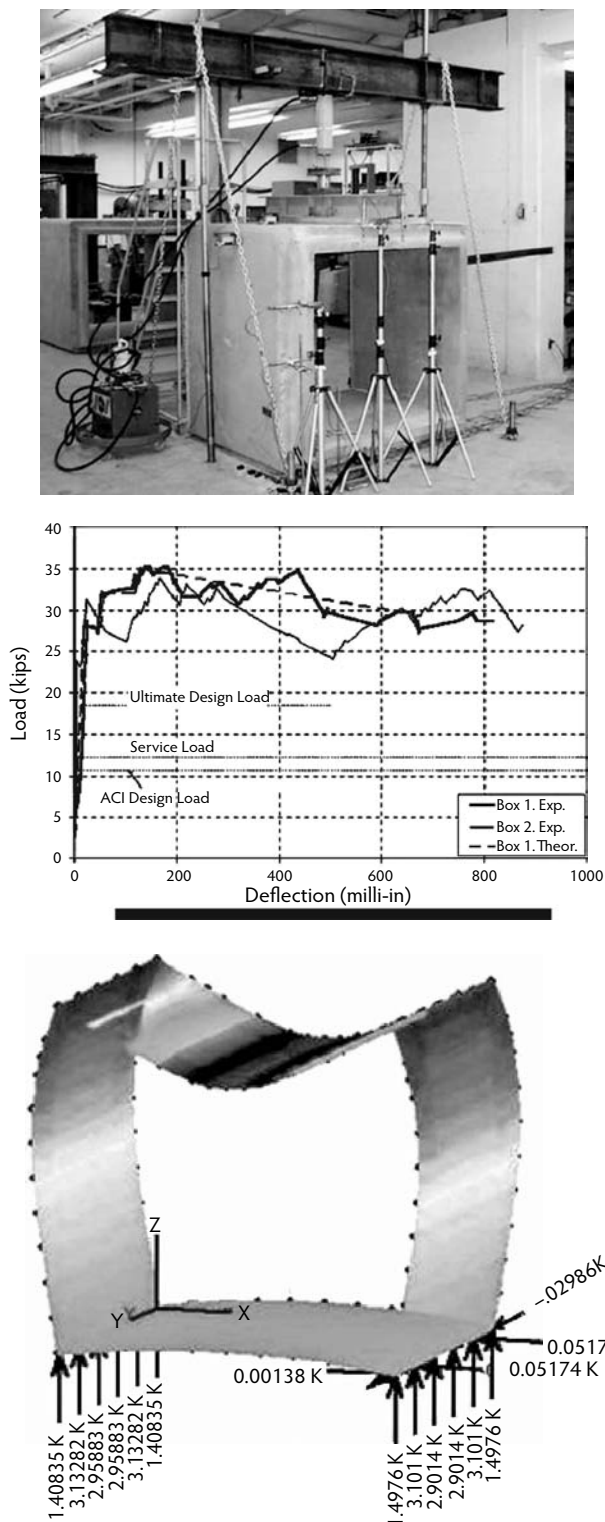 40
35
30
25
20
15
10
5
0
Load (kips)
Ultimate Design Load
Service Load
ACI Design Load
Box 1. Exp.
Box 2. Exp.
Box 1. Theor.
0 200 400 600 800 1000
Deflection (milli-in)
Z
Y
X
-.02986K
0.0517
0.05174 K
0.00138 K
1.40835 K
3.13282 K
2.95883 K
2.95883 K
3.13282 K
1.40835 K
1.4976 K
3.101 K
2.9014 K
2.9014 K
3.101 K
1.4976 K